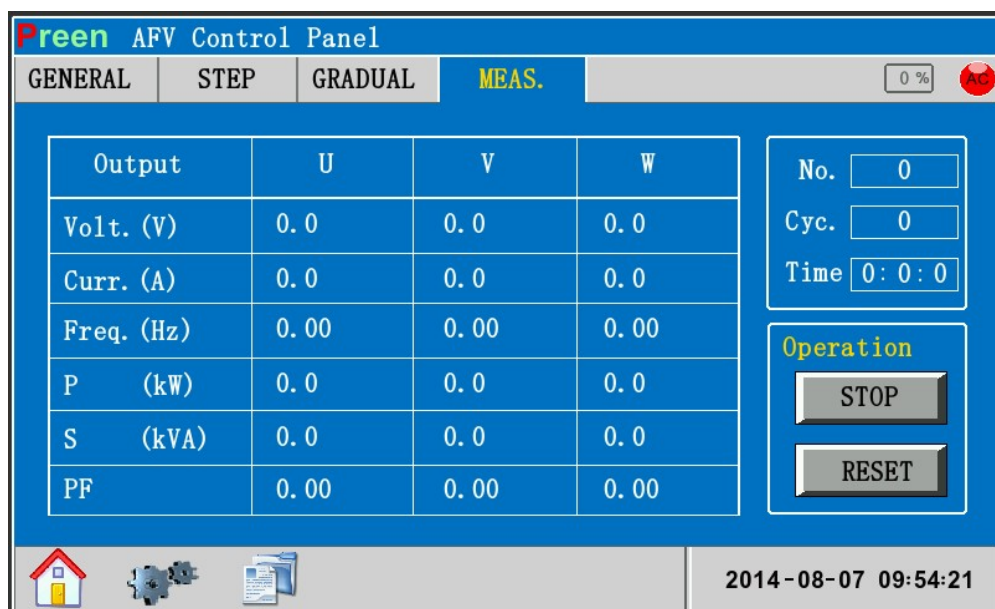 Preen AFV Control Panel
GENERAL STEP GRADUAL MEAS. 0 % AC
Output U V W
Volt. (V) 0.0 0.0 0.0
Curr. (A) 0.0 0.0 0.0
Freq. (Hz) 0.00 0.00 0.00
P (kW) 0.0 0.0 0.0
S (kVA) 0.0 0.0 0.0
PF 0.00 0.00 0.00
No. 0
Cyc. 0
Time 0: 0: 0
Operation
STOP
RESET
2014-08-07 09:54:21